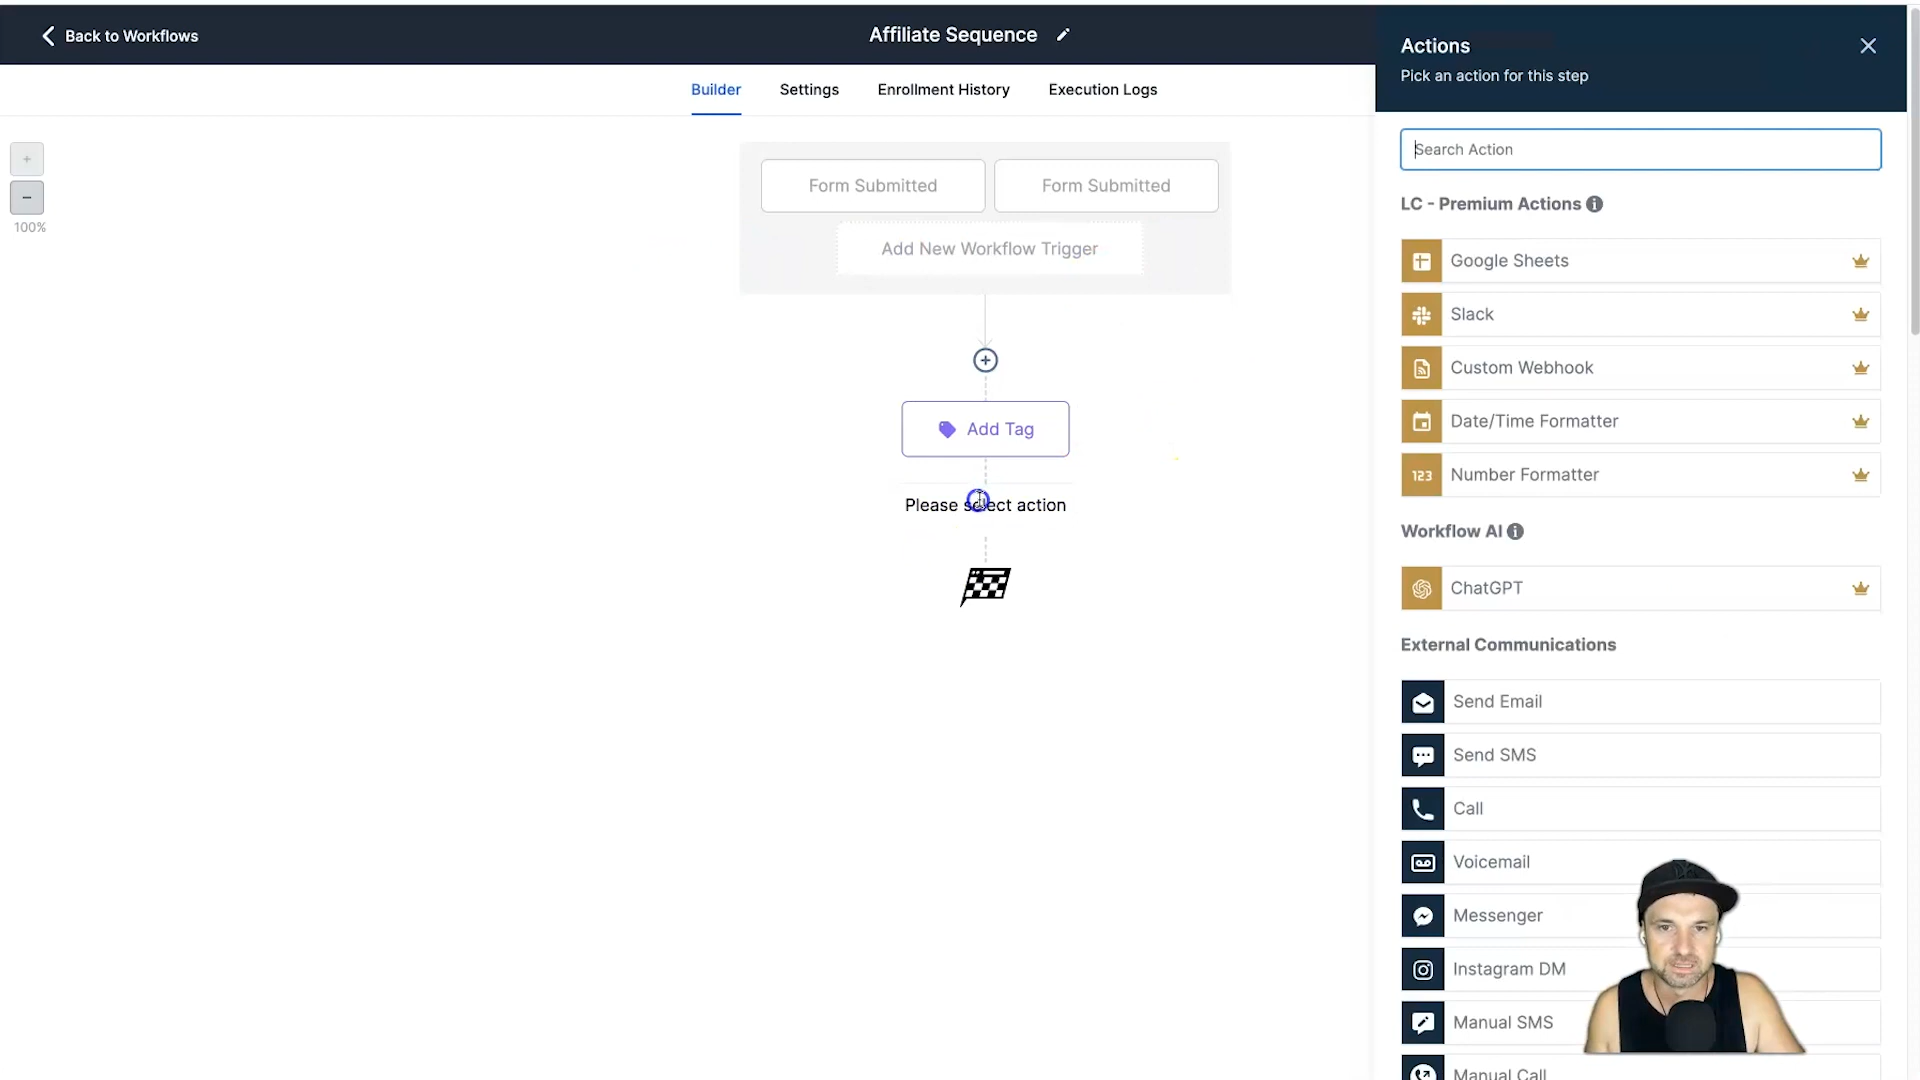 Back to Workflows
Affiliate Sequence
Builder
Settings
Enrollment History
Execution Logs
+
−
100%
Form Submitted
Form Submitted
Add New Workflow Trigger
Add Tag
Please select action
Actions
Pick an action for this step
Search Action
LC - Premium Actions
Google Sheets
Slack
Custom Webhook
Date/Time Formatter
123
Number Formatter
Workflow AI
ChatGPT
External Communications
Send Email
Send SMS
Call
Voicemail
Messenger
Instagram DM
Manual SMS
Manual Call